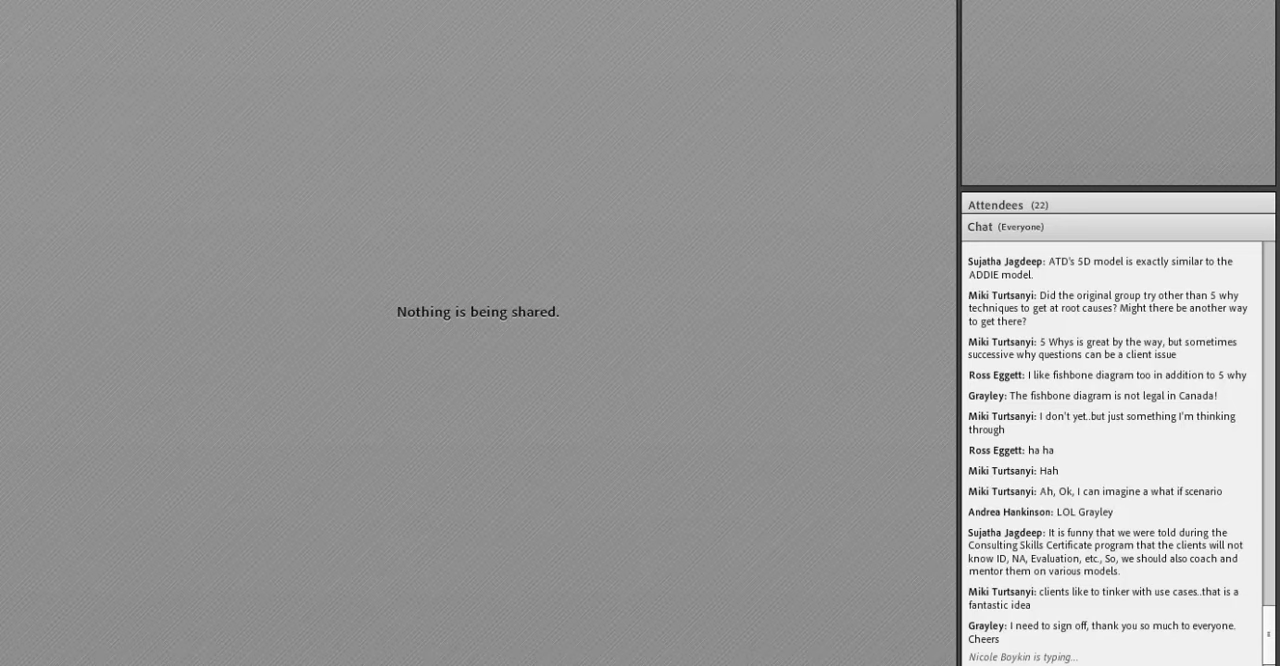 Nothing is being shared.
Attendees (22)
Chat (Everyone)
Sujatha Jagdeep: ATD's 5D model is exactly similar to the
ADDIE model.
Miki Turtsanyi: Did the original group try other than 5 why
techniques to get at root causes? Might there be another way
to get there?
Miki Turtsanyi: 5 Whys is great by the way, but sometimes
successive why questions can be a client issue
Ross Eggett: I like fishbone diagram too in addition to 5 why
Grayley: The fishbone diagram is not legal in Canada!
Miki Turtsanyi: I don't yet..but just something I'm thinking
through
Ross Eggett: ha ha
Miki Turtsanyi: Hah
Miki Turtsanyi: Ah, Ok, I can imagine a what if scenario
Andrea Hankinson: LOL Grayley
Sujatha Jagdeep: It is funny that we were told during the
Consulting Skills Certificate program that the clients will not
know ID, NA, Evaluation, etc., So, we should also coach and
mentor them on various models.
Miki Turtsanyi: clients like to tinker with use cases..that is a
fantastic idea
Grayley: I need to sign off, thank you so much to everyone.
Cheers
Nicole Boykin is typing...